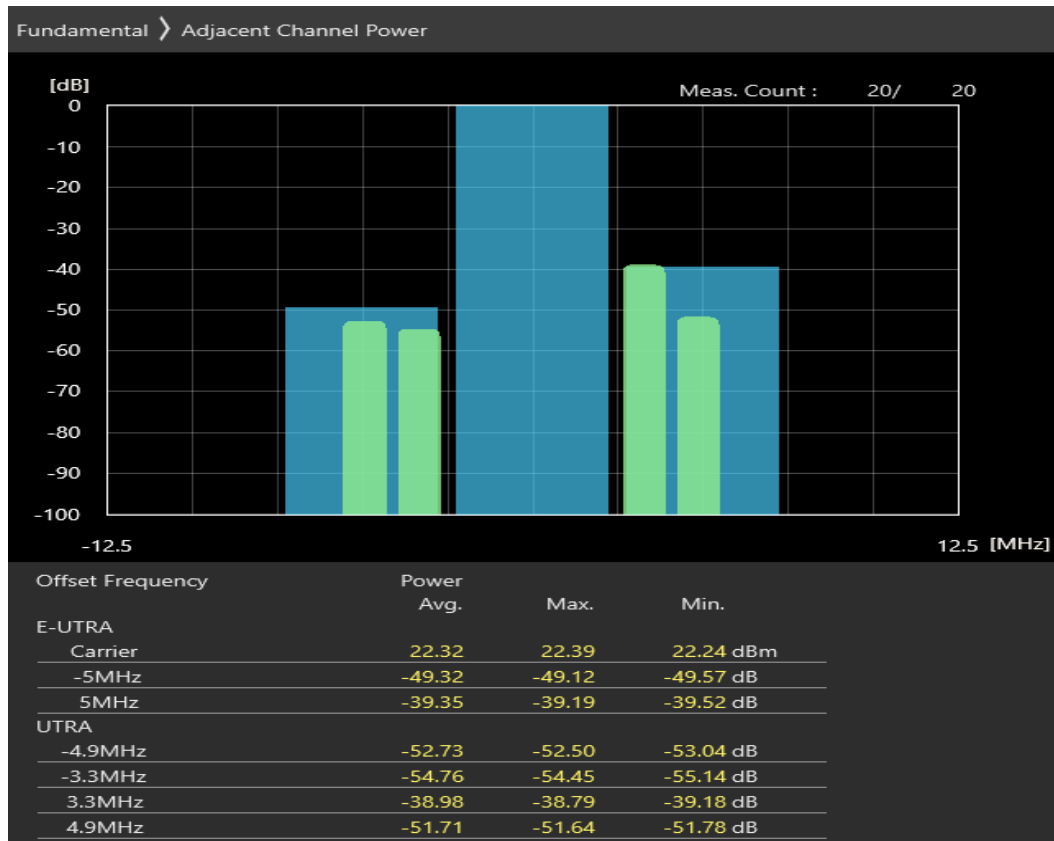 Fundamental 》 Adjacent Channel Power
[dB]
Meas. Count : 20/ 20
0
-10
-20
-30
-40
-50
-60
-70
-80
-90
-100
-12.5 12.5 [MHz]
Offset Frequency Power
Avg. Max. Min.
E-UTRA
Carrier 22.32 22.39 22.24 dBm
-5MHz -49.32 -49.12 -49.57 dB
5MHz -39.35 -39.19 -39.52 dB
UTRA
-4.9MHz -52.73 -52.50 -53.04 dB
-3.3MHz -54.76 -54.45 -55.14 dB
3.3MHz -38.98 -38.79 -39.18 dB
4.9MHz -51.71 -51.64 -51.78 dB